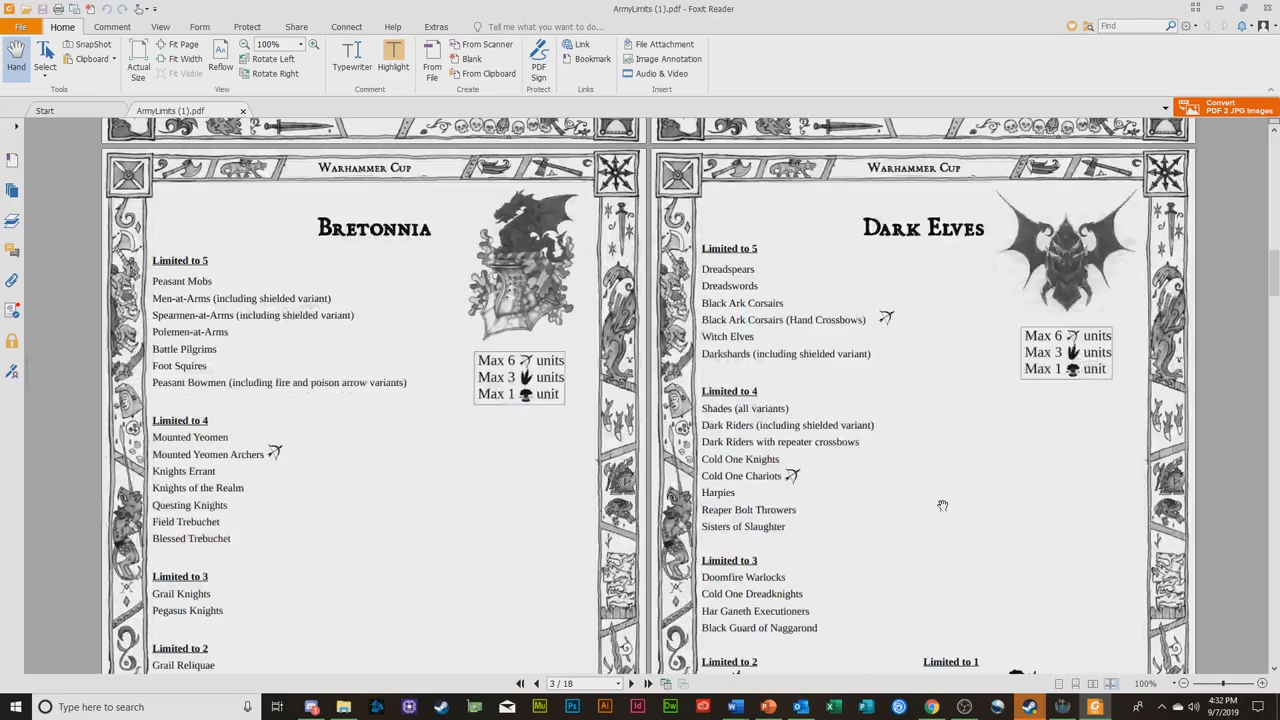 ArmyLimits (1).pdf - Foxit Reader
File
Home
Comment
View
Form
Protect
Share
Connect
Help
Extras
Tell me what you want to do...
Find
Hand
Select
SnapShot
Clipboard
Actual Size
Fit Page
Fit Width
Fit Visible
Reflow
100%
Rotate Left
Rotate Right
Typewriter
Highlight
From File
From Scanner
Blank
From Clipboard
PDF Sign
Link
Bookmark
File Attachment
Image Annotation
Audio & Video
Tools
View
Comment
Create
Protect
Links
Insert
Start
ArmyLimits (1).pdf
Convert
PDF 2 JPG Images
Warhammer Cup
Bretonnia
Limited to 5
Peasant Mobs
Men-at-Arms (including shielded variant)
Spearmen-at-Arms (including shielded variant)
Polemen-at-Arms
Battle Pilgrims
Foot Squires
Peasant Bowmen (including fire and poison arrow variants)
Max 6 units
Max 3 units
Max 1 unit
Limited to 4
Mounted Yeomen
Mounted Yeomen Archers
Knights Errant
Knights of the Realm
Questing Knights
Field Trebuchet
Blessed Trebuchet
Limited to 3
Grail Knights
Pegasus Knights
Limited to 2
Grail Reliquae
Warhammer Cup
Dark Elves
Limited to 5
Dreadspears
Dreadswords
Black Ark Corsairs
Black Ark Corsairs (Hand Crossbows)
Witch Elves
Darkshards (including shielded variant)
Max 6 units
Max 3 units
Max 1 unit
Limited to 4
Shades (all variants)
Dark Riders (including shielded variant)
Dark Riders with repeater crossbows
Cold One Knights
Cold One Chariots
Harpies
Reaper Bolt Throwers
Sisters of Slaughter
Limited to 3
Doomfire Warlocks
Cold One Dreadknights
Har Ganeth Executioners
Black Guard of Naggarond
Limited to 2
Limited to 1
3 / 18
100%
Type here to search
4:32 PM
9/7/2019